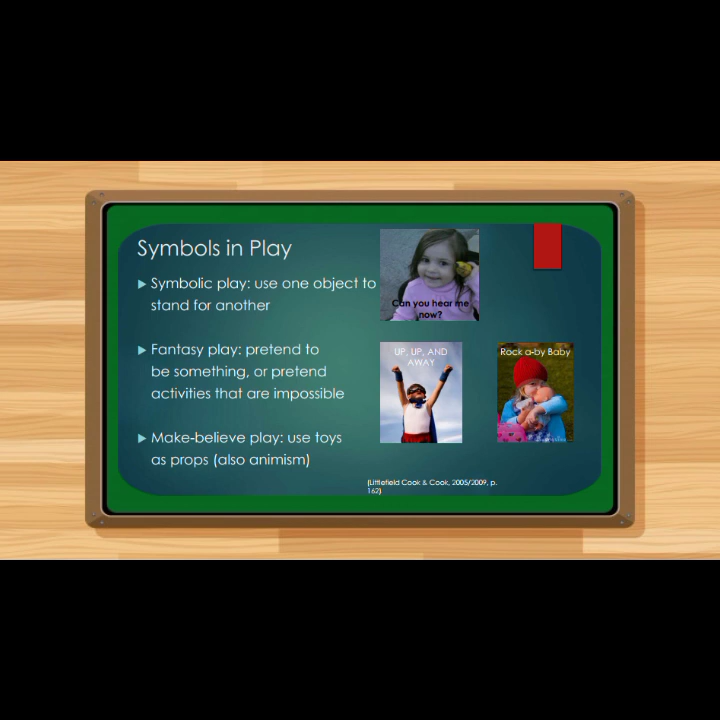 Symbols in Play
Symbolic play: use one object to
stand for another
Can you hear me
now?
Fantasy play: pretend to
be something, or pretend
activities that are impossible
UP, UP, AND
AWAY
Rock a-by Baby
Make-believe play: use toys
as props (also animism)
(Littlefield Cook & Cook, 2005/2009, p.
162)